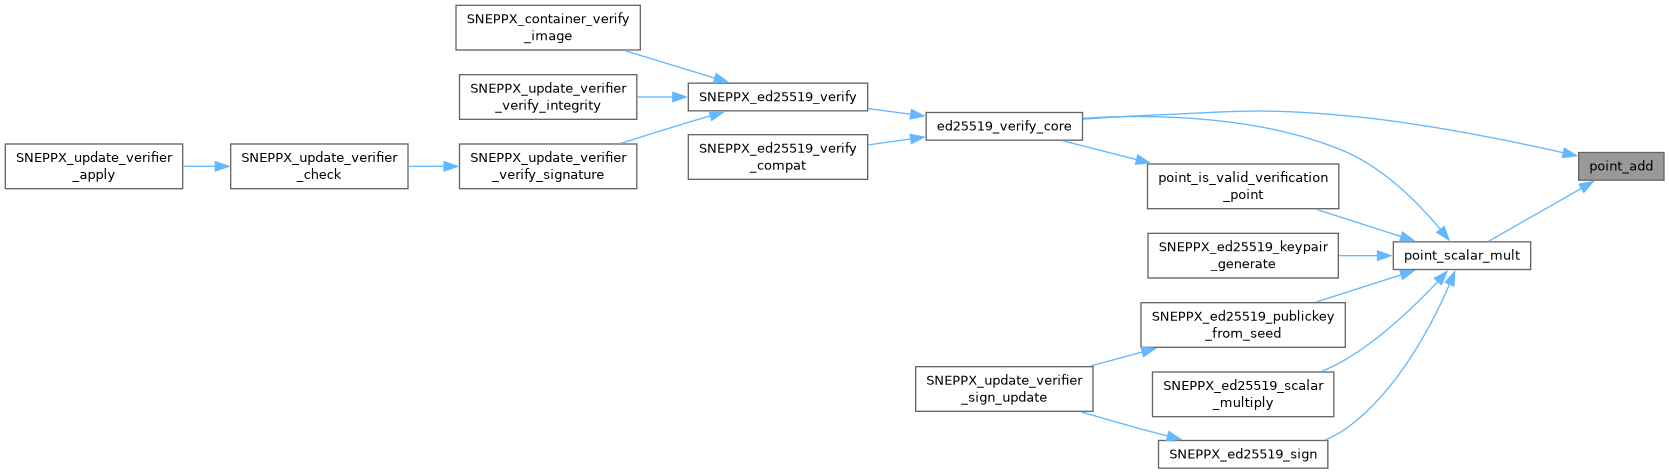 SNEPPX_container_verify
_image
SNEPPX_update_verifier
_verify_integrity
SNEPPX_ed25519_verify
ed25519_verify_core
SNEPPX_update_verifier
_apply
SNEPPX_update_verifier
_check
SNEPPX_update_verifier
_verify_signature
SNEPPX_ed25519_verify
_compat
point_add
point_is_valid_verification
_point
SNEPPX_ed25519_keypair
_generate
point_scalar_mult
SNEPPX_ed25519_publickey
_from_seed
SNEPPX_update_verifier
_sign_update
SNEPPX_ed25519_scalar
_multiply
SNEPPX_ed25519_sign